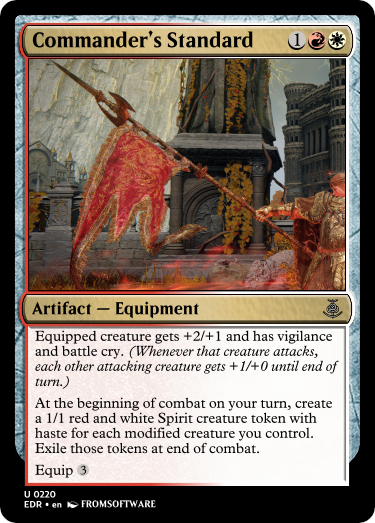 Commander's Standard 1
Artifact — Equipment
Equipped creature gets +2/+1 and has vigilance
and battle cry. (Whenever that creature attacks,
each other attacking creature gets +1/+0 until end of
turn.)
At the beginning of combat on your turn, create
a 1/1 red and white Spirit creature token with
haste for each modified creature you control.
Exile those tokens at end of combat.
Equip 3
U 0220
EDR • en FROMSOFTWARE